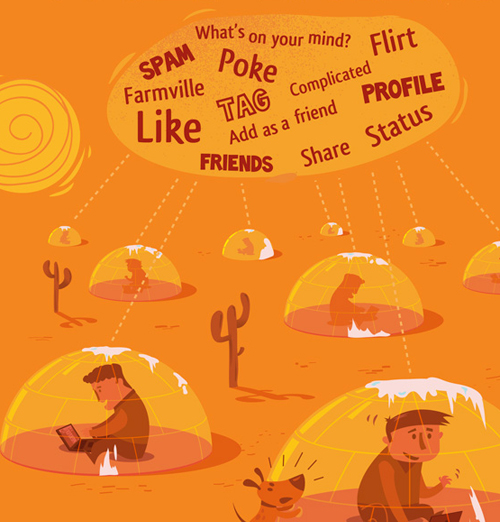 What's on your mind?
SPAM
Poke
Flirt
Farmville
TAG
Complicated
PROFILE
Like
Add as a friend
Status
FRIENDS
Share